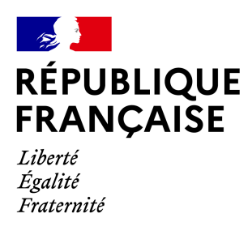 RÉPUBLIQUE
FRANÇAISE
Liberté
Égalité
Fraternité